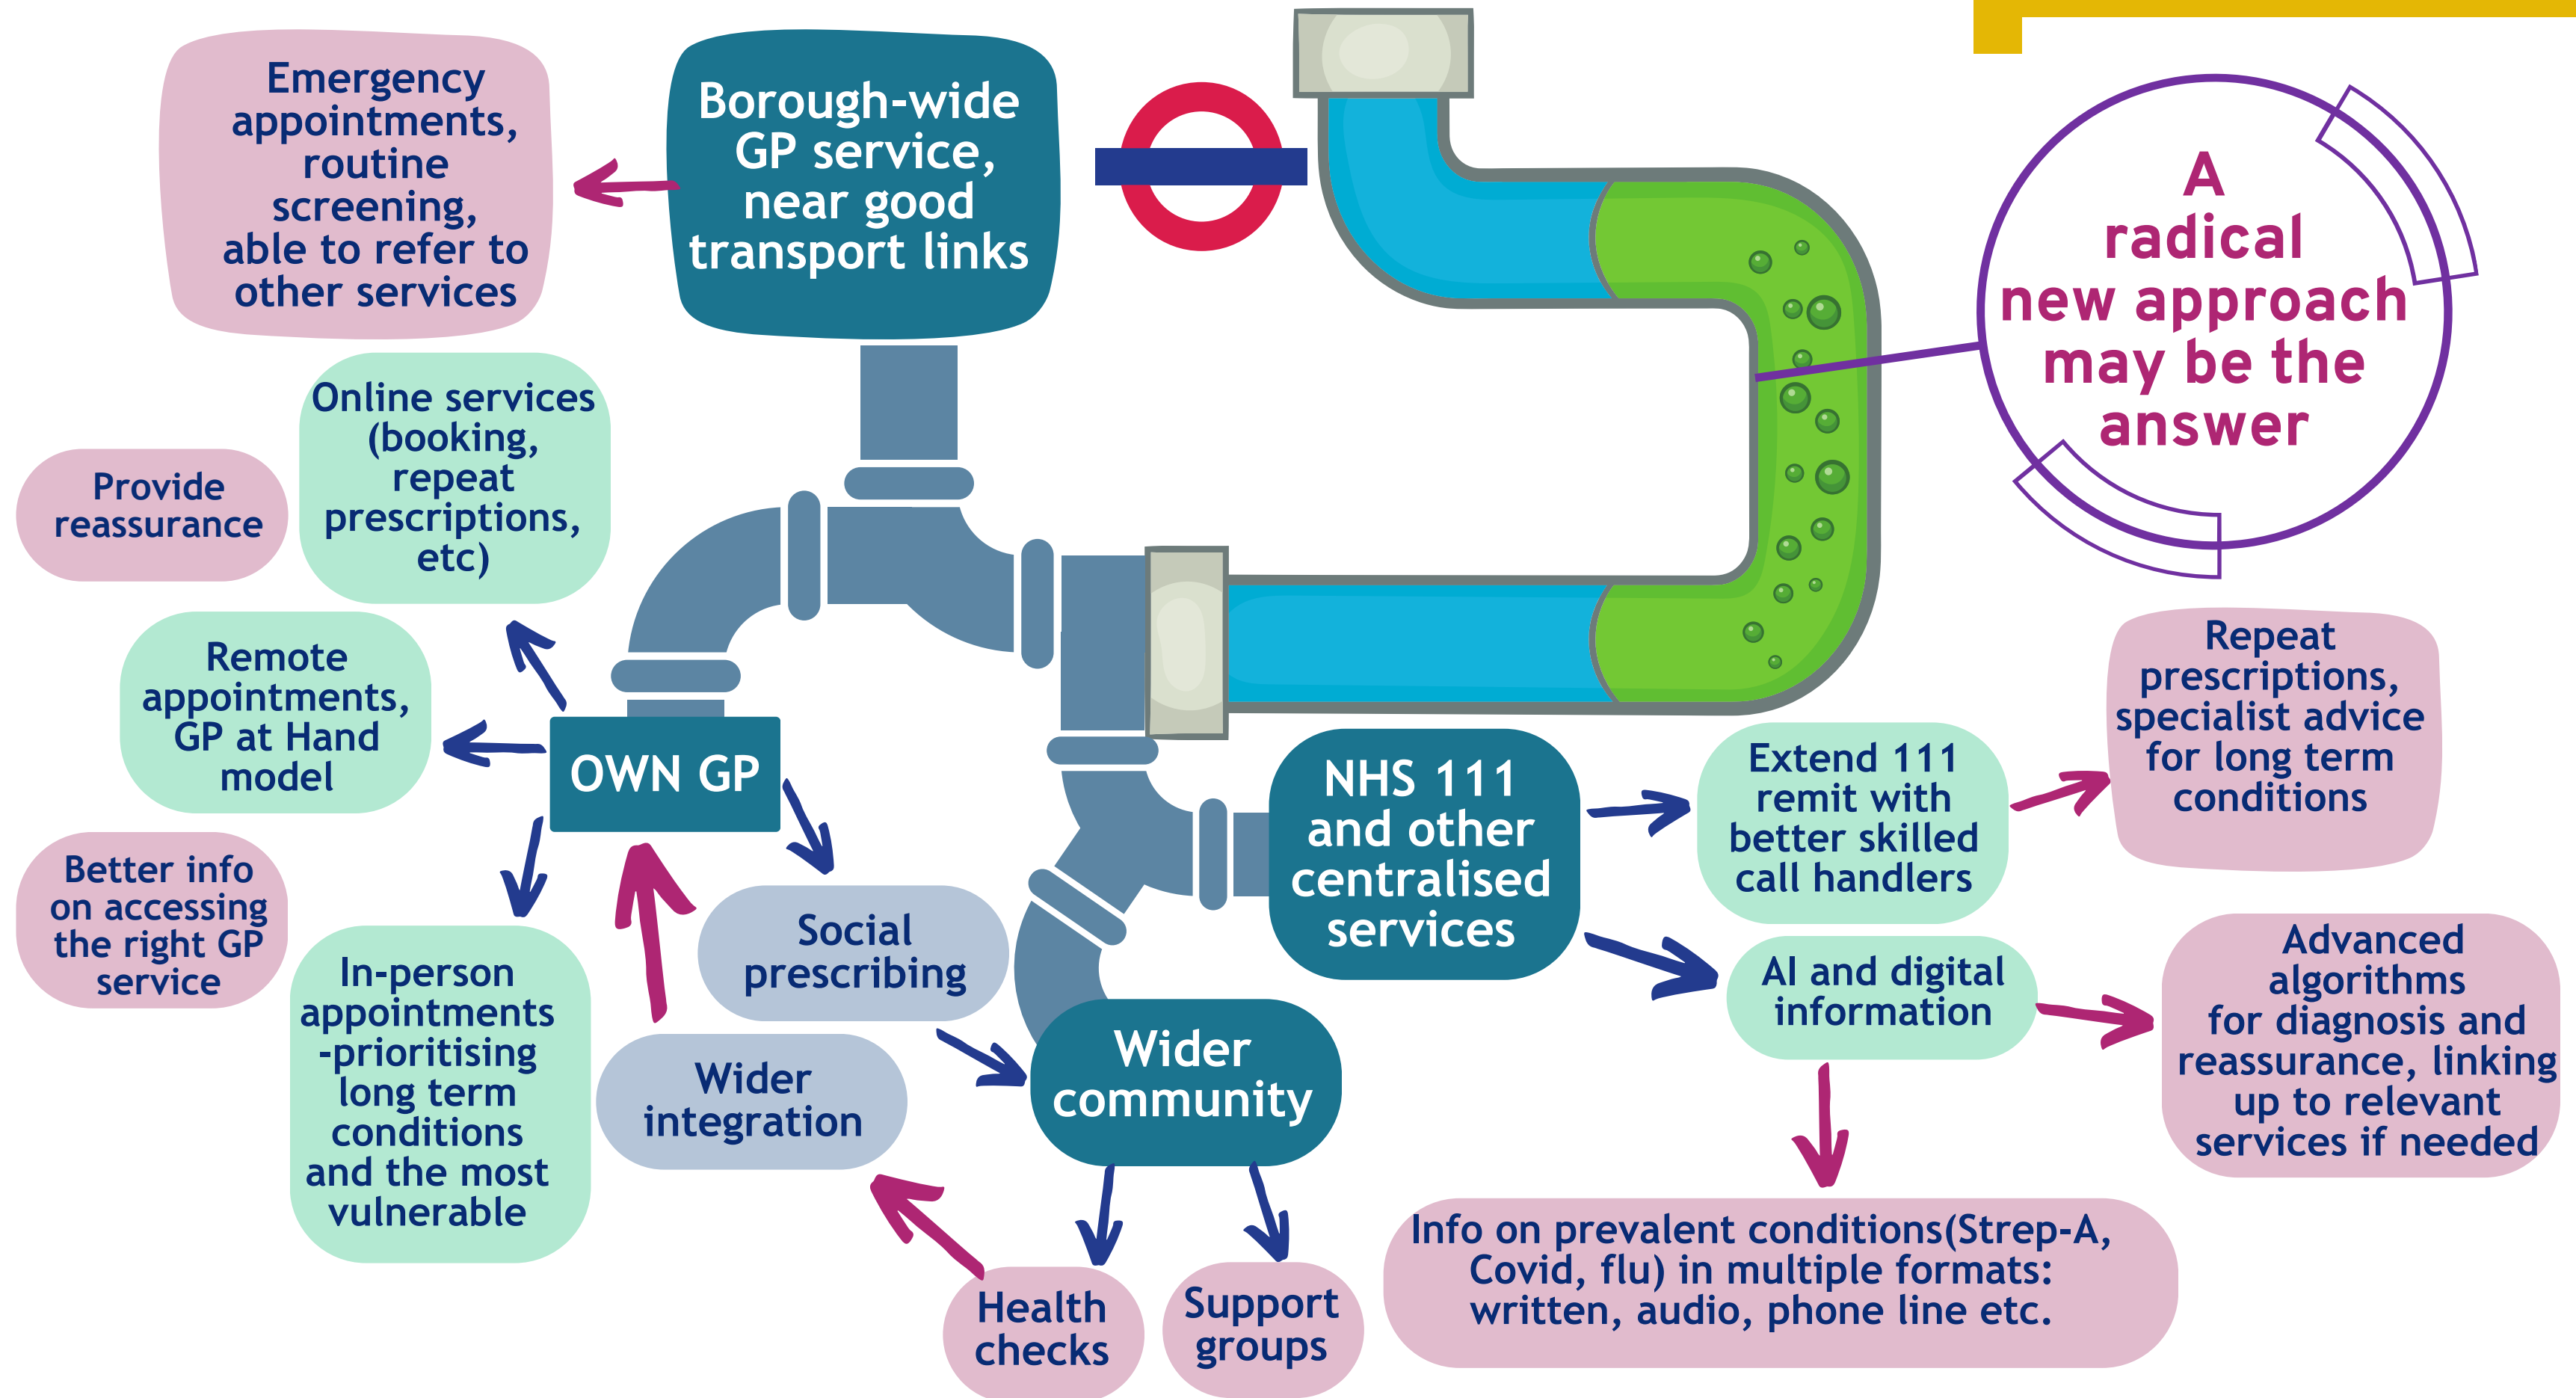 Emergency
appointments,
routine
screening,
able to refer to
other services
Borough-wide
GP service,
near good
transport links
A
radical
new approach
may be the
answer
Online services
(booking,
repeat
prescriptions,
etc)
Provide
reassurance
Remote
appointments,
GP at Hand
model
OWN GP
Better info
on accessing
the right GP
service
In-person
appointments
-prioritising
long term
conditions
and the most
vulnerable
Social
prescribing
Wider
integration
Wider
community
Health
checks
Support
groups
NHS 111
and other
centralised
services
Extend 111
remit with
better skilled
call handlers
Repeat
prescriptions,
specialist advice
for long term
conditions
AI and digital
information
Advanced
algorithms
for diagnosis and
reassurance, linking
up to relevant
services if needed
Info on prevalent conditions(Strep-A,
Covid, flu) in multiple formats:
written, audio, phone line etc.